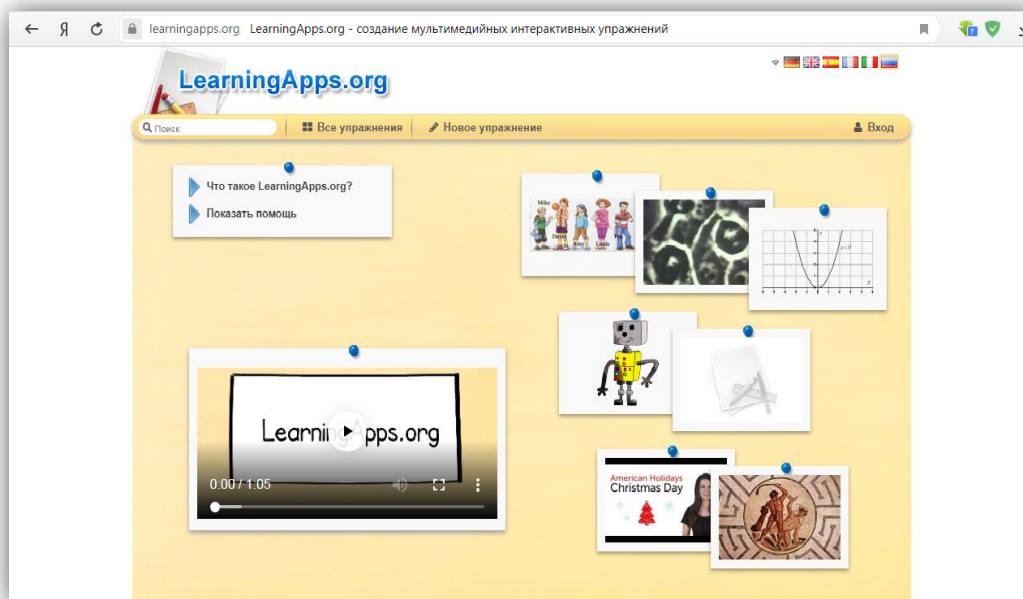 Я learningapps.org LearningApps.org - создание мультимедийных интерактивных упражнений
LearningApps.org
Поиск Все упражнения Новое упражнение Вход
Что такое LearningApps.org?
Показать помощь
Mike
David Amy Linda
LearningApps.org
0:00 / 1:05
American Holidays
Christmas Day